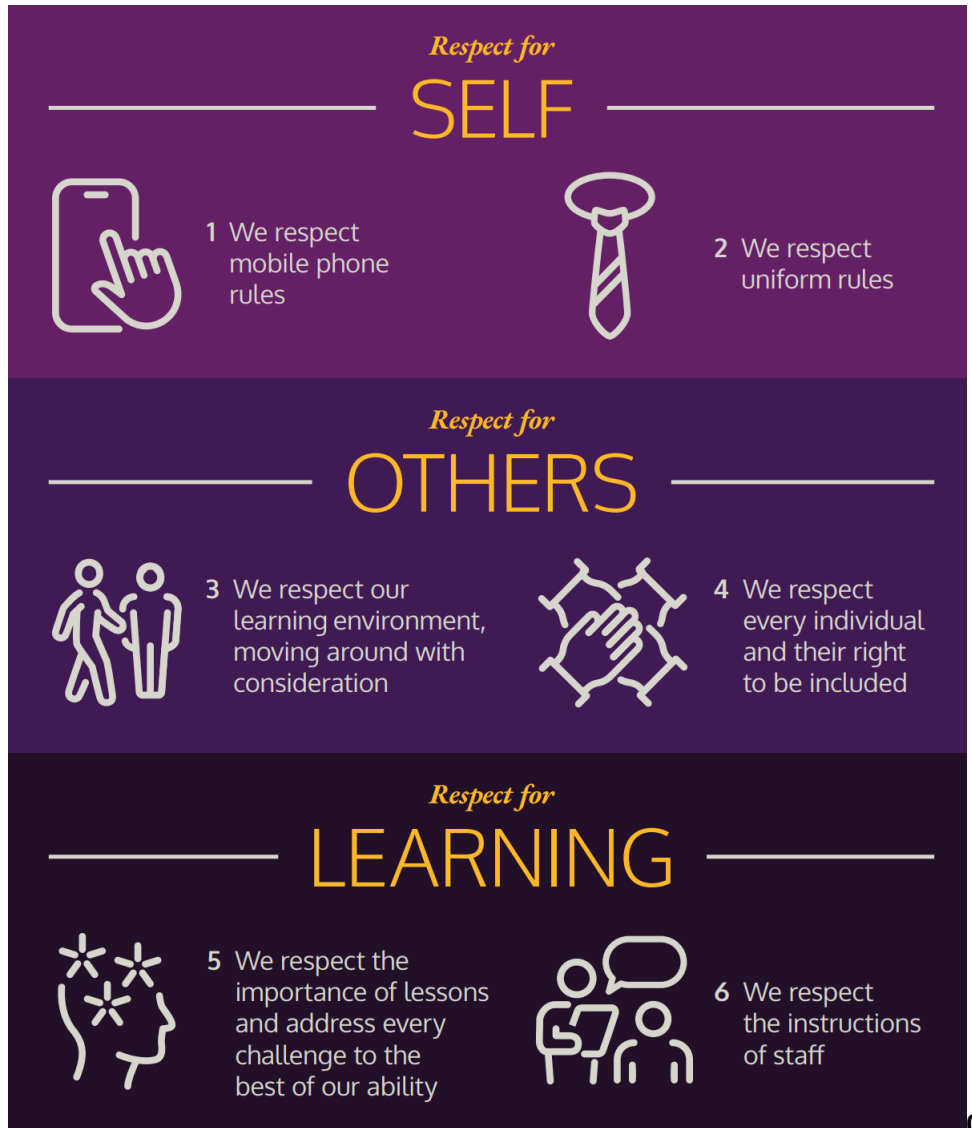 Respect for
SELF
1 We respect
mobile phone
rules
2 We respect
uniform rules
Respect for
OTHERS
3 We respect our
learning environment,
moving around with
consideration
4 We respect
every individual
and their right
to be included
Respect for
LEARNING
5 We respect the
importance of lessons
and address every
challenge to the
best of our ability
6 We respect
the instructions
of staff